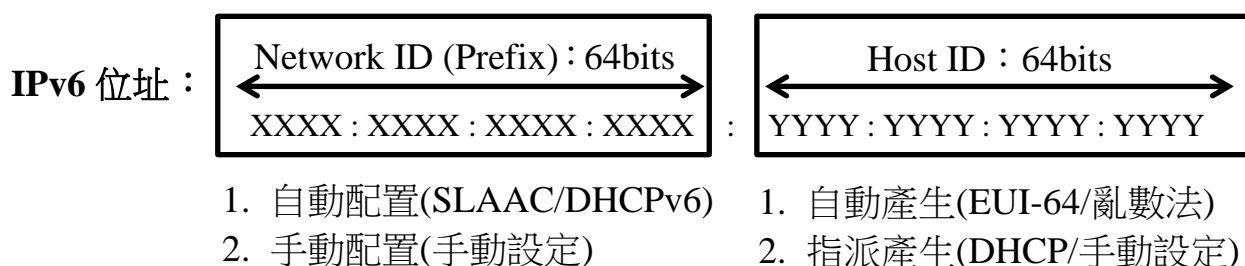 Network ID (Prefix)：64bits Host ID：64bits
IPv6 位址：
XXXX : XXXX : XXXX : XXXX : YYYY : YYYY : YYYY : YYYY
1. 自動配置(SLAAC/DHCPv6) 1. 自動產生(EUI-64/亂數法)
2. 手動配置(手動設定) 2. 指派產生(DHCP/手動設定)